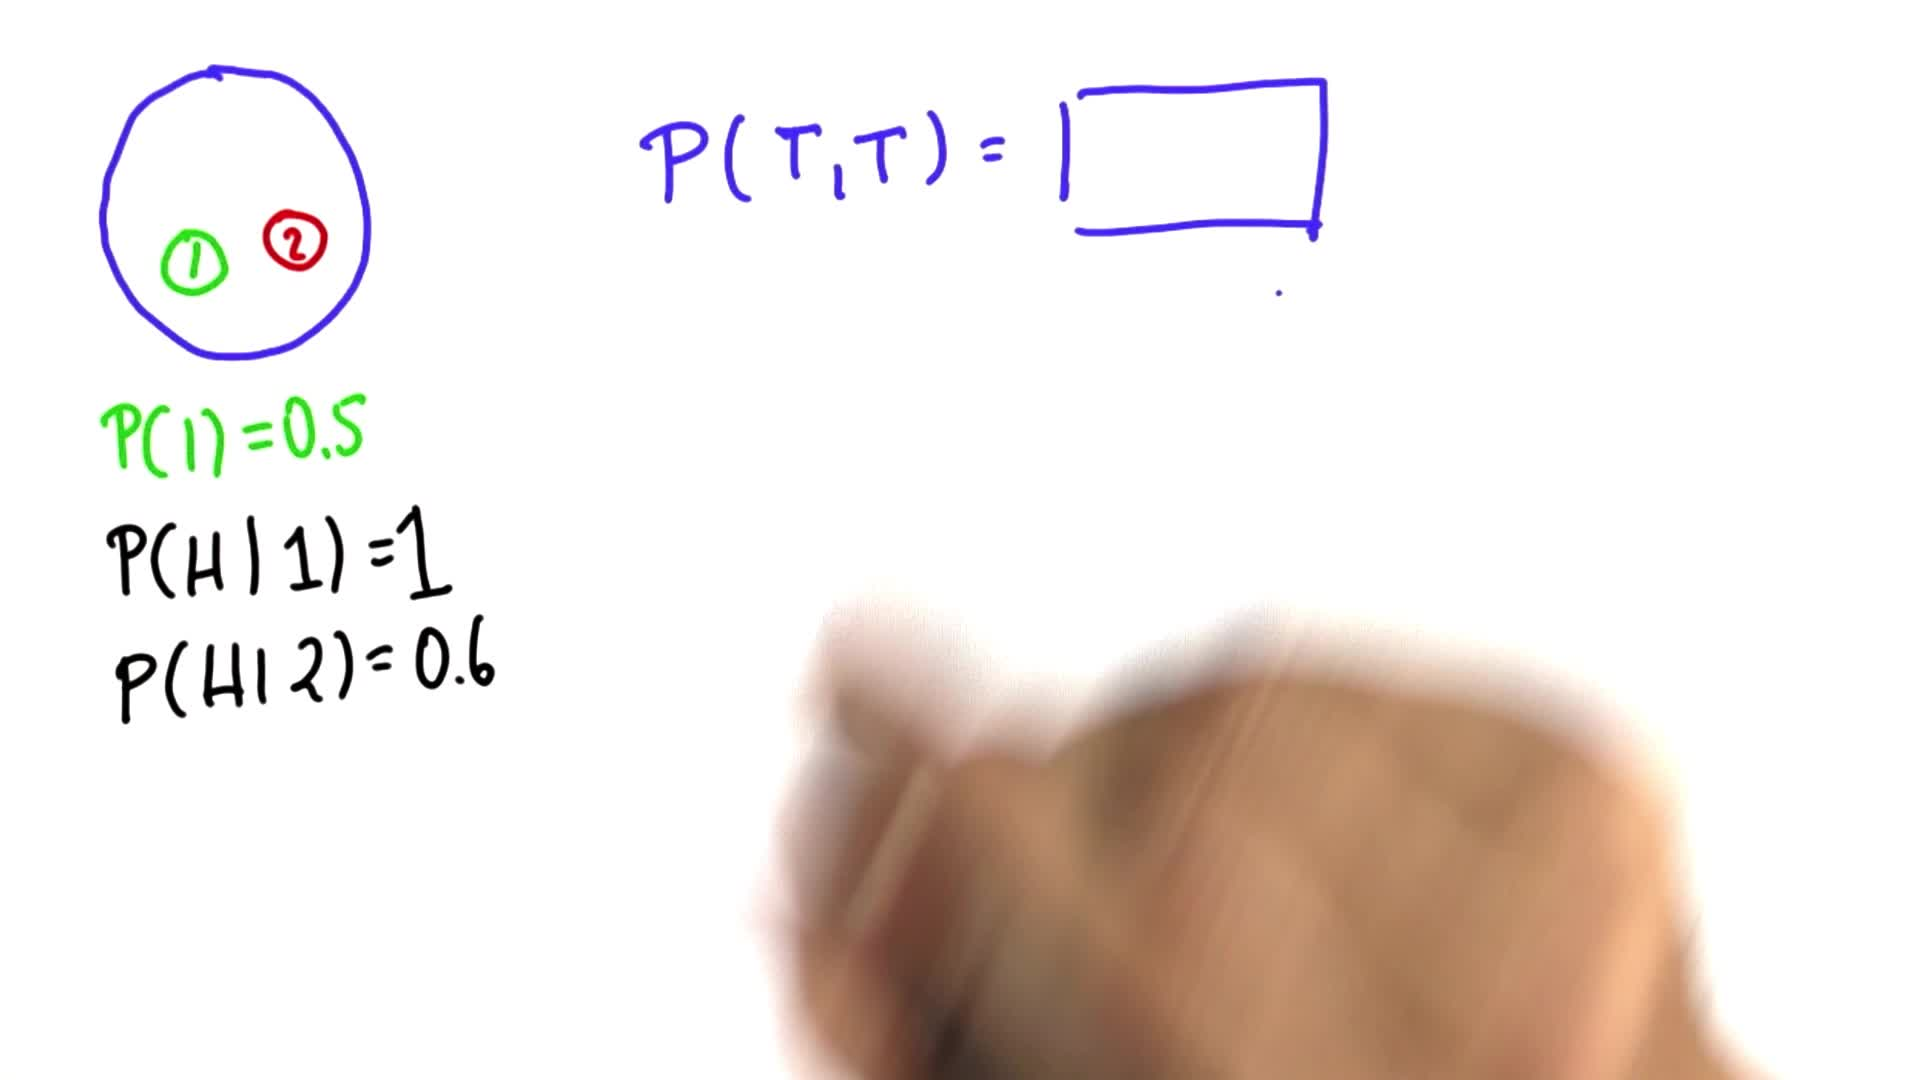 P(T,T) =
1 2
P(1) = 0.5
P(H|1) = 1
P(H|2) = 0.6